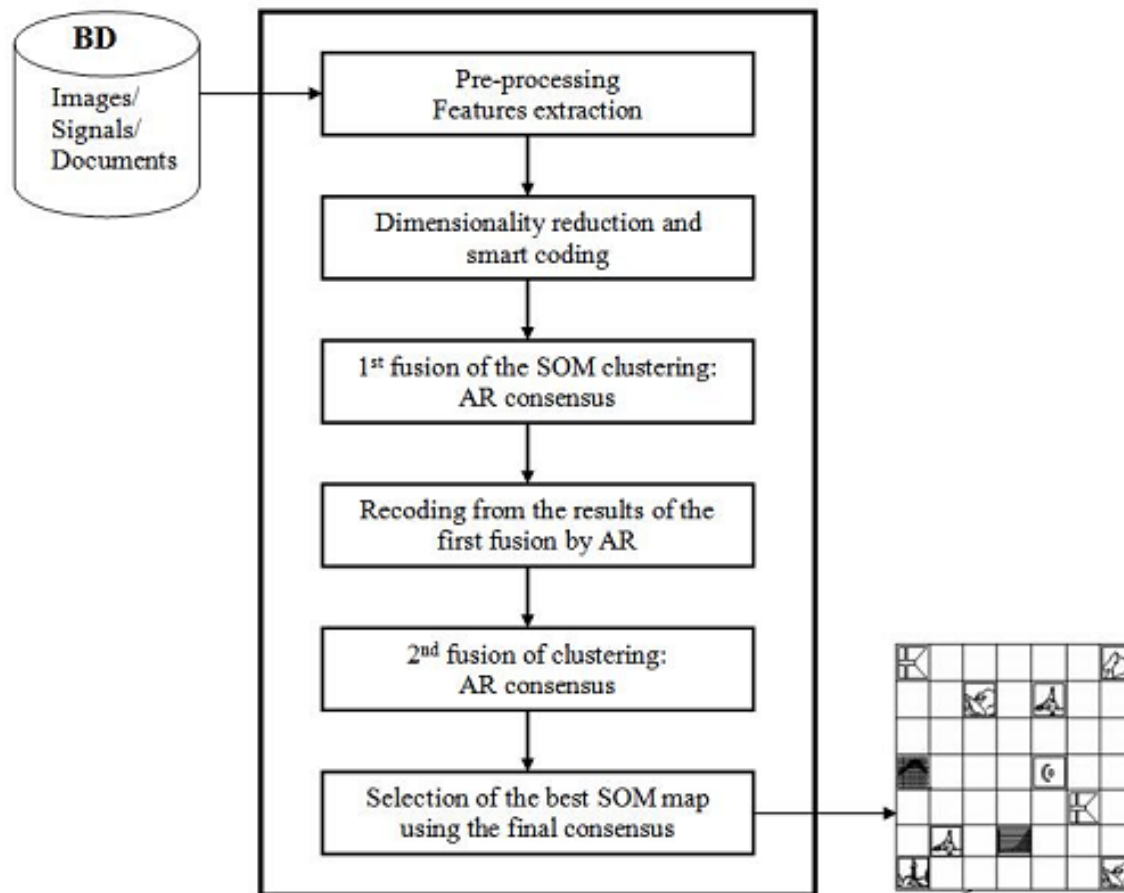 BD
Images/
Signals/
Documents
Pre-processing
Features extraction
Dimensionality reduction and
smart coding
1st fusion of the SOM clustering:
AR consensus
Recoding from the results of the
first fusion by AR
2nd fusion of clustering:
AR consensus
Selection of the best SOM map
using the final consensus